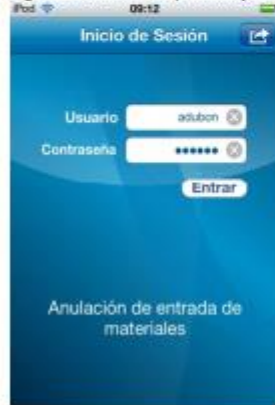 iPod 09:12
Inicio de Sesión
Usuario adubon
Contraseña ••••••
Entrar
Anulación de entrada de
materiales